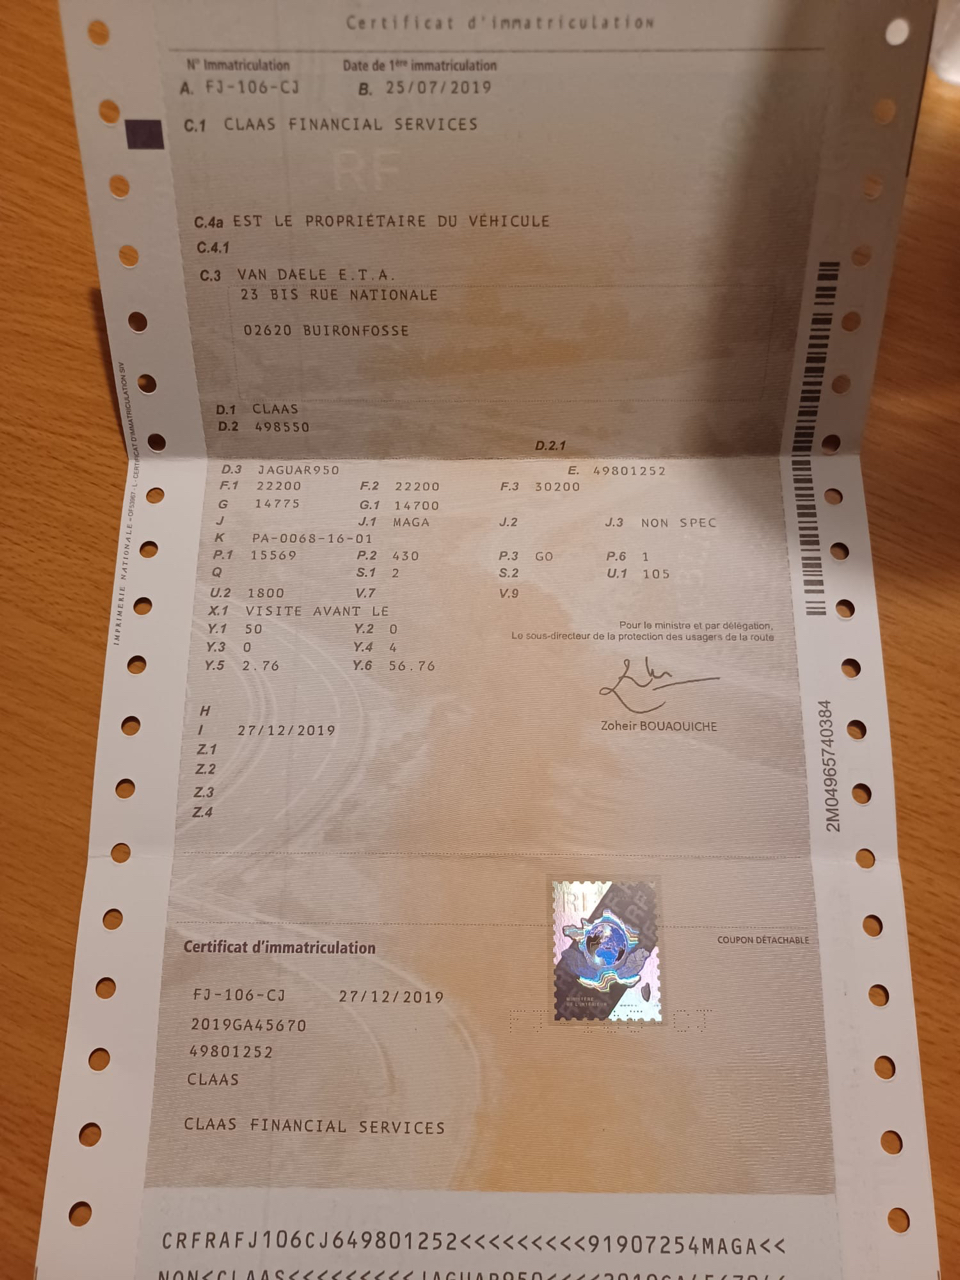 Certificat d'immatriculation
N° Immatriculation Date de 1ère immatriculation
A. FJ-106-CJ B. 25/07/2019
C.1 CLAAS FINANCIAL SERVICES
RF
C.4a EST LE PROPRIÉTAIRE DU VÉHICULE
C.4.1
C.3 VAN DAELE E.T.A.
23 BIS RUE NATIONALE
02620 BUIRONFOSSE
D.1 CLAAS
D.2 498550
D.2.1
D.3 JAGUAR950 E. 49801252
F.1 22200 F.2 22200 F.3 30200
G 14775 G.1 14700
J J.1 MAGA J.2 J.3 NON SPEC
K PA-0068-16-01
P.1 15569 P.2 430 P.3 GO P.6 1
Q S.1 2 S.2 U.1 105
U.2 1800 V.7 V.9
X.1 VISITE AVANT LE
Y.1 50 Y.2 0
Y.3 0 Y.4 4
Y.5 2.76 Y.6 56.76
Pour le ministre et par délégation,
Le sous-directeur de la protection des usagers de la route
Zoheir BOUAOUICHE
H
I 27/12/2019
Z.1
Z.2
Z.3
Z.4
2M04965740384
Certificat d'immatriculation COUPON DÉTACHABLE
FJ-106-CJ 27/12/2019
2019GA45670
49801252
CLAAS
CLAAS FINANCIAL SERVICES
CRFRAFJ106CJ649801252<<<<<<<<<91907254MAGA<<